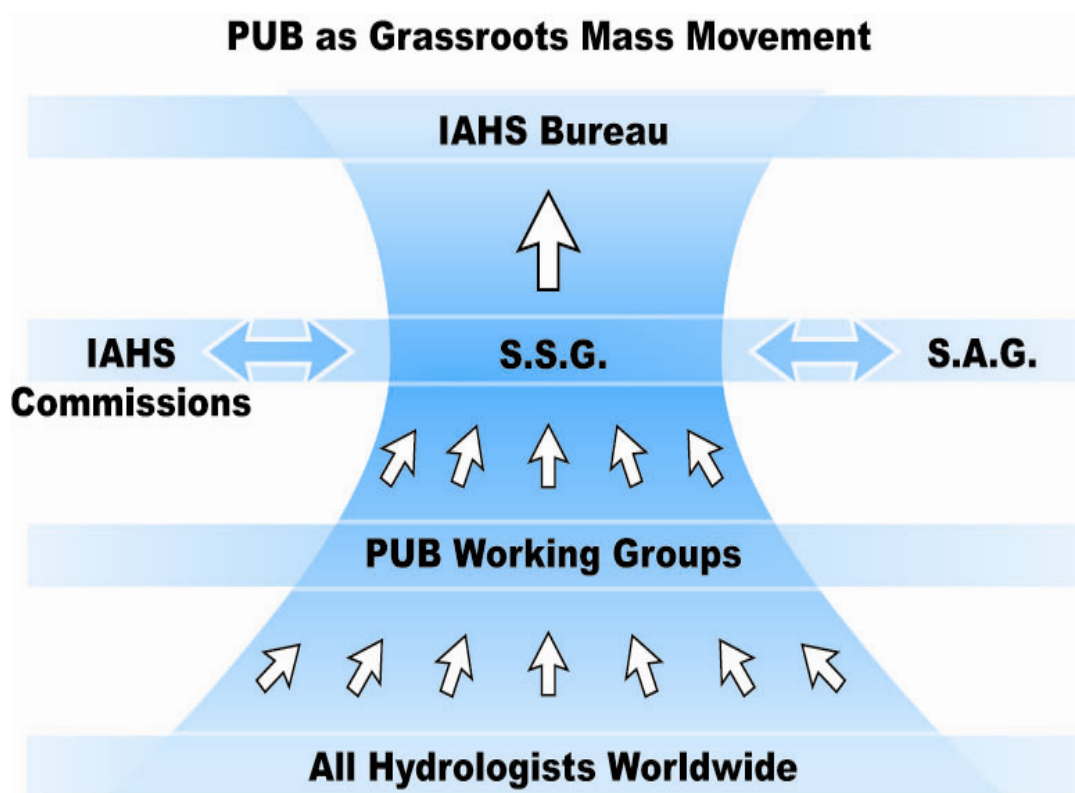 PUB as Grassroots Mass Movement
IAHS Bureau
IAHS
Commissions
S.S.G.
S.A.G.
PUB Working Groups
All Hydrologists Worldwide